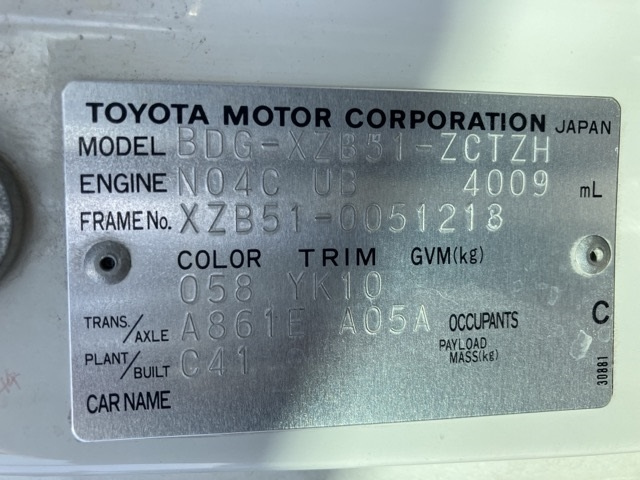 TOYOTA MOTOR CORPORATION JAPAN
MODEL BDG-XZB51-ZCTZH
ENGINE N04C UB 4009 mL
FRAME No. XZB51-0051213
COLOR TRIM GVM(kg)
058 YK10
TRANS./AXLE A861E A05A OCCUPANTS C
PLANT/BUILT C41 PAYLOAD MASS(kg)
CAR NAME
30881